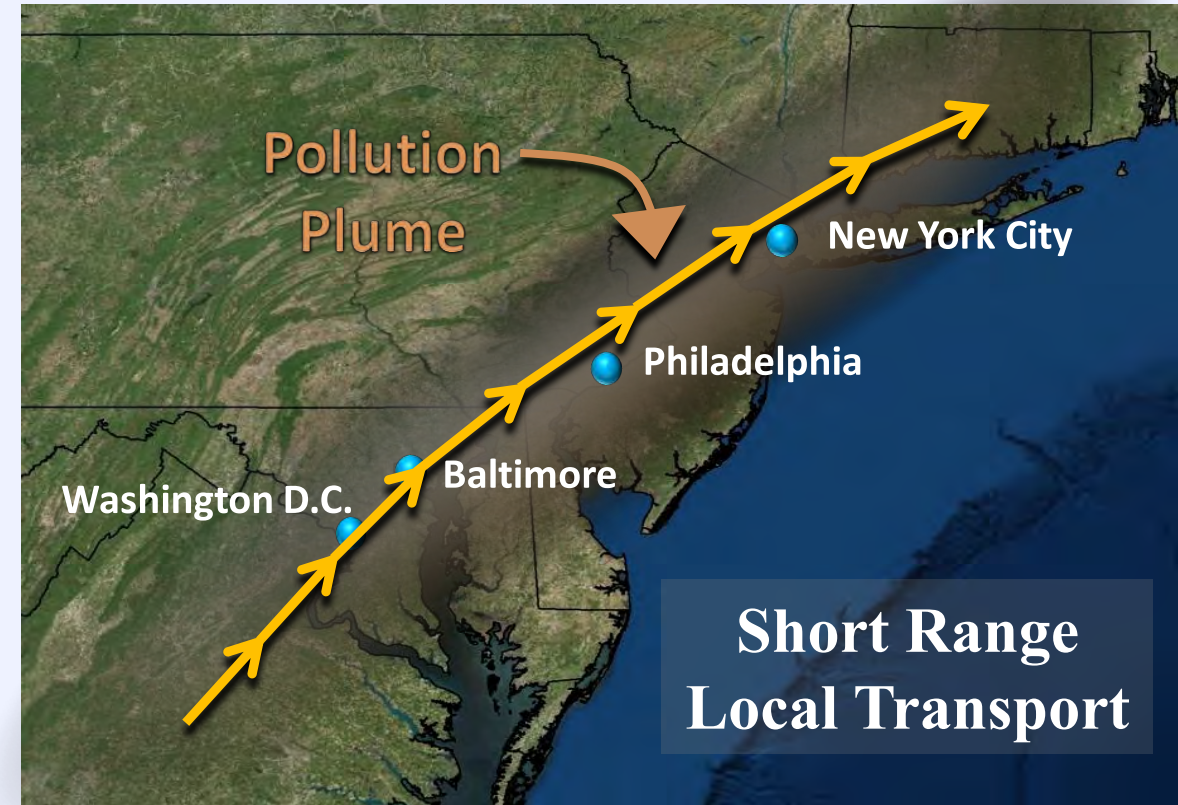 Pollution
Plume
New York City
Philadelphia
Baltimore
Washington D.C.
Short Range
Local Transport